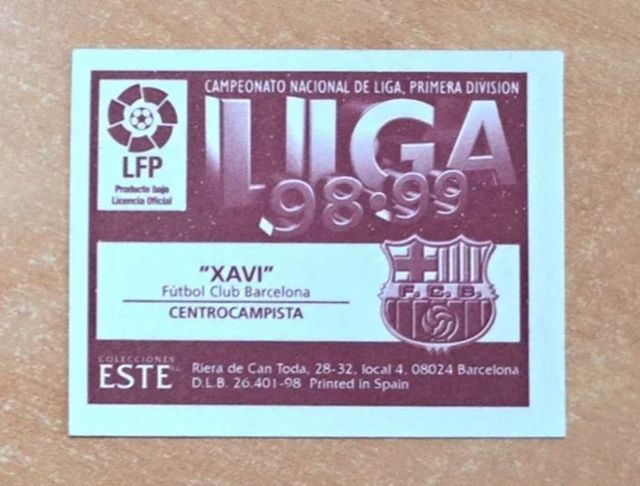 CAMPEONATO NACIONAL DE LIGA, PRIMERA DIVISION
LIGA
98·99
LFP
Producto bajo
Licencia Oficial
"XAVI"
Fútbol Club Barcelona
CENTROCAMPISTA
F.C.B.
COLECCIONES
ESTE
Riera de Can Toda, 28-32, local 4, 08024 Barcelona
D.L.B. 26.401-98 Printed in Spain